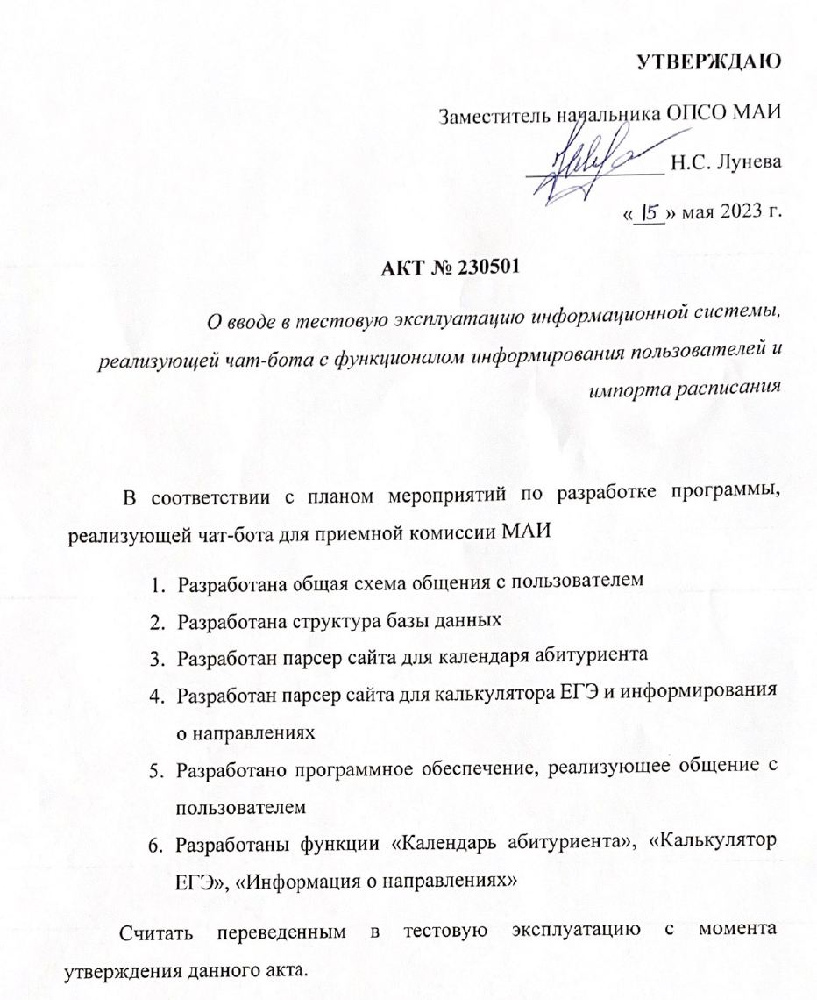 УТВЕРЖДАЮ
Заместитель начальника ОПСО МАИ
Н.С. Лунева
«15» мая 2023 г.
АКТ № 230501
О вводе в тестовую эксплуатацию информационной системы,
реализующей чат-бота с функционалом информирования пользователей и
импорта расписания
В соответствии с планом мероприятий по разработке программы,
реализующей чат-бота для приемной комиссии МАИ
1. Разработана общая схема общения с пользователем
2. Разработана структура базы данных
3. Разработан парсер сайта для календаря абитуриента
4. Разработан парсер сайта для калькулятора ЕГЭ и информирования
о направлениях
5. Разработано программное обеспечение, реализующее общение с
пользователем
6. Разработаны функции «Календарь абитуриента», «Калькулятор
ЕГЭ», «Информация о направлениях»
Считать переведенным в тестовую эксплуатацию с момента
утверждения данного акта.